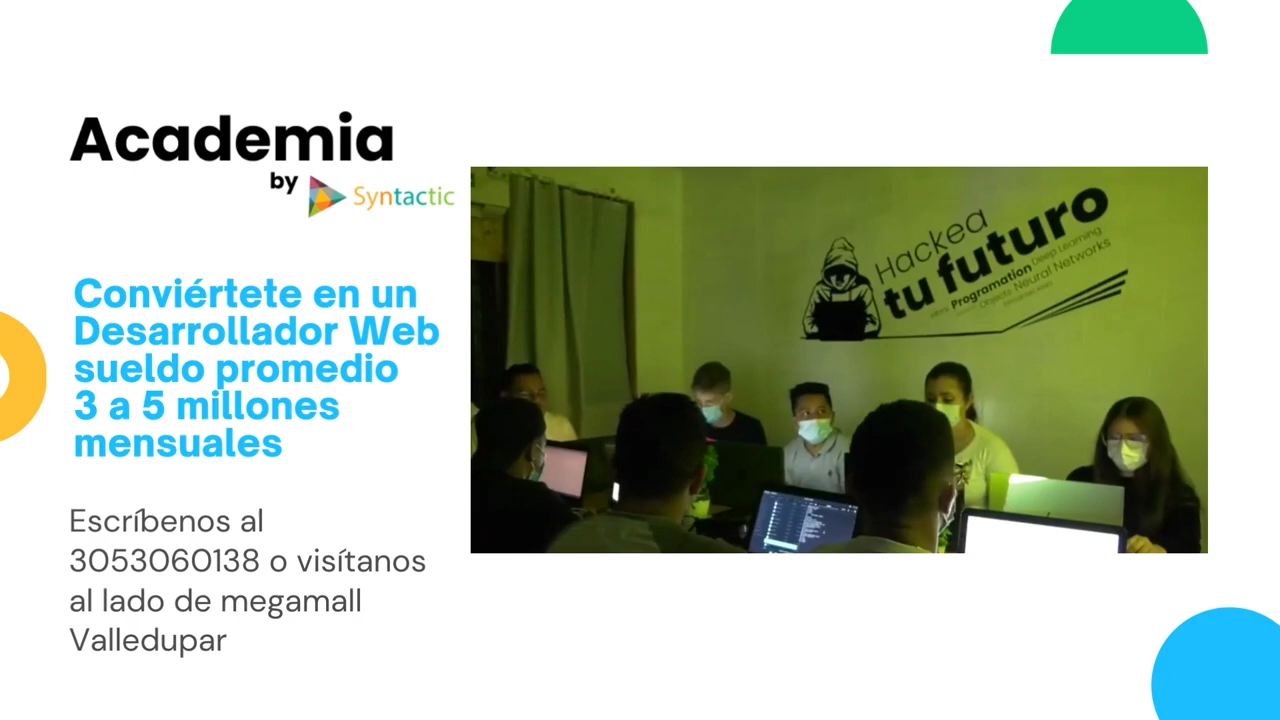 Academia
by Syntactic
Conviértete en un
Desarrollador Web
sueldo promedio
3 a 5 millones
mensuales
Escríbenos al
3053060138 o visítanos
al lado de megamall
Valledupar
Hackea
tu futuro
Programation Deep Learning
Objects Neural Networks